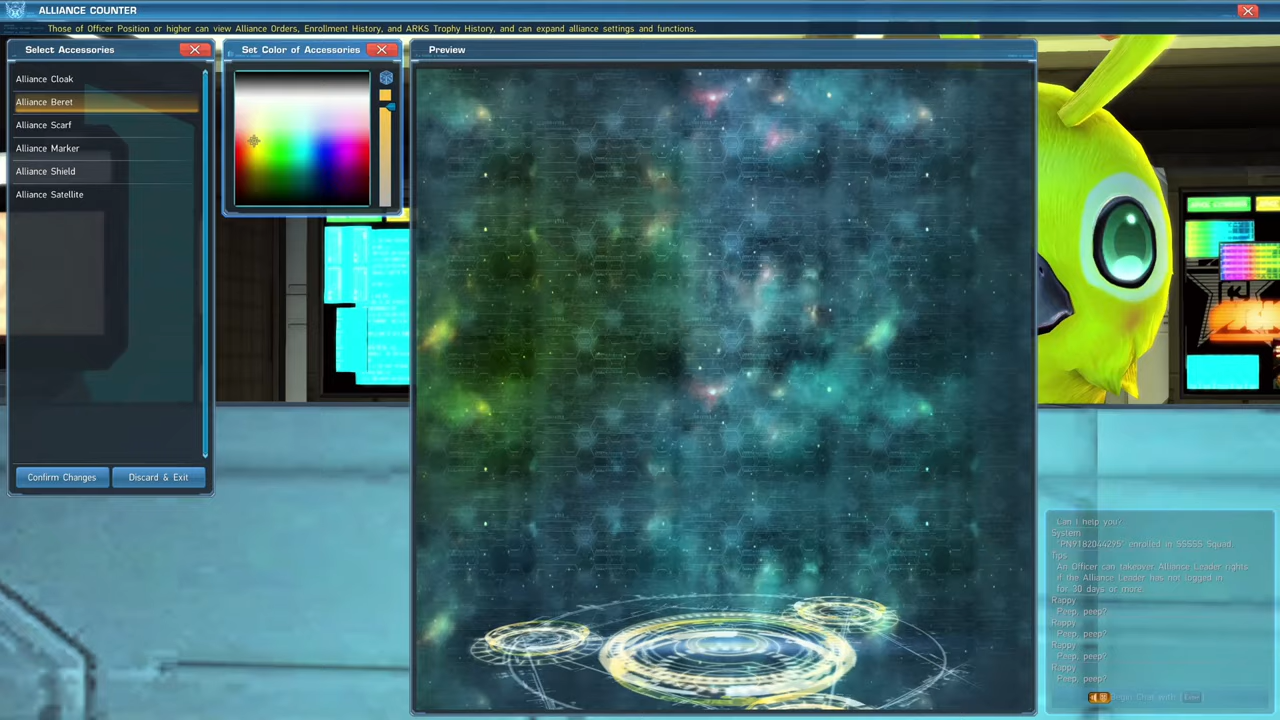 ALLIANCE COUNTER
Those of Officer Position or higher can view Alliance Orders, Enrollment History, and ARKS Trophy History, and can expand alliance settings and functions.
Select Accessories
Alliance Cloak
Alliance Beret
Alliance Scarf
Alliance Marker
Alliance Shield
Alliance Satellite
Confirm Changes
Discard & Exit
Set Color of Accessories
Preview
Can I help you?
System
"PN9182044295" enrolled in SSSSS Squad.
Tips
An Officer can takeover Alliance Leader rights
if the Alliance Leader has not logged in
for 30 days or more.
Rappy
Peep, peep?
Rappy
Peep, peep?
Rappy
Peep, peep?
Rappy
Peep, peep?
Begin Chat with